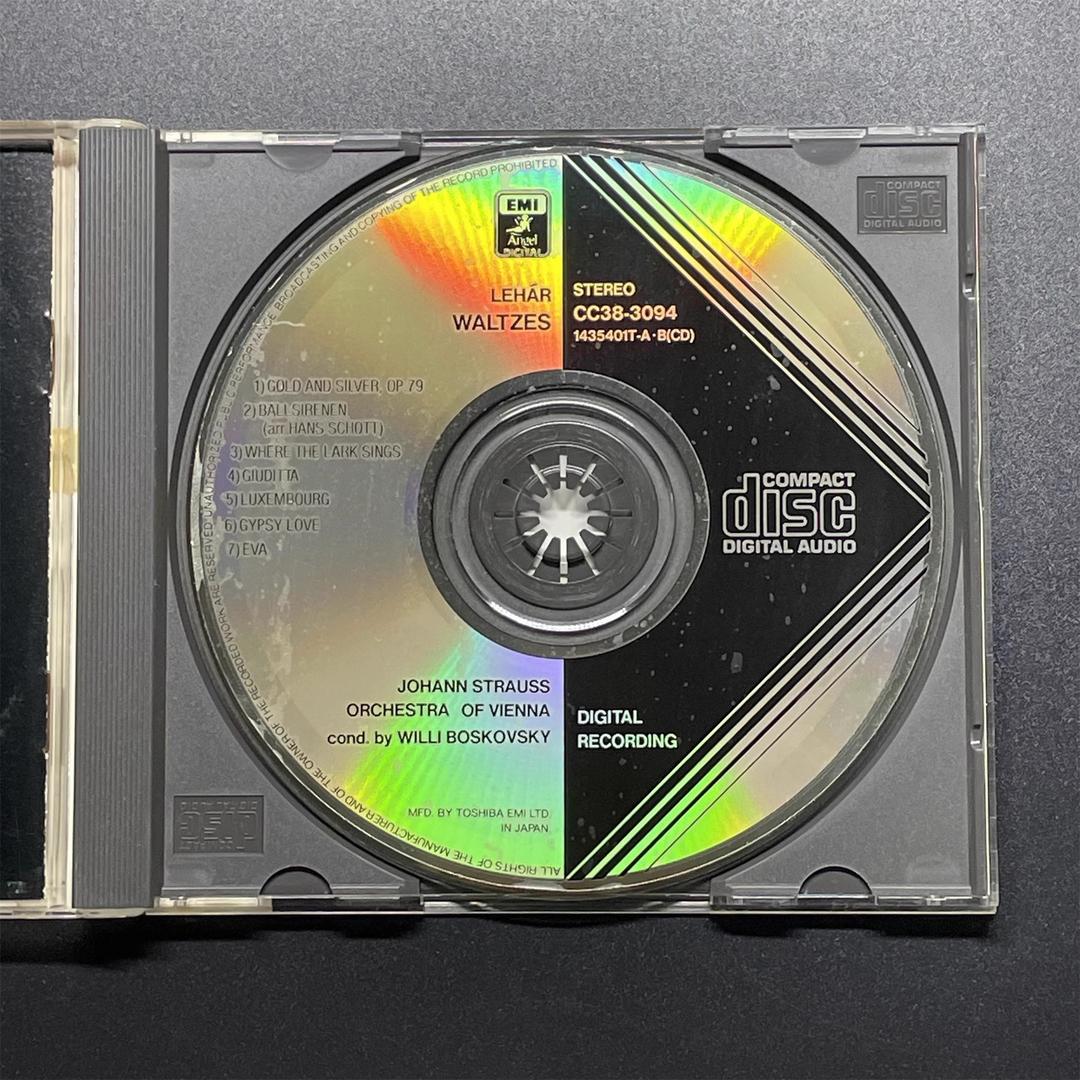 EMI
Angel
DIGITAL
LEHÁR
WALTZES
STEREO
CC38-3094
1435401T-A·B(CD)
1) GOLD AND SILVER, OP. 79
2) BALLSIRENEN
(arr. HANS SCHOTT)
3) WHERE THE LARK SINGS
4) GIUDITTA
5) LUXEMBOURG
6) GYPSY LOVE
7) EVA
COMPACT
disc
DIGITAL AUDIO
JOHANN STRAUSS
ORCHESTRA OF VIENNA
cond. by WILLI BOSKOVSKY
DIGITAL
RECORDING
MFD. BY TOSHIBA EMI LTD.
IN JAPAN.
ALL RIGHTS OF THE MANUFACTURER AND OF THE OWNER OF THE RECORDED WORK ARE RESERVED UNAUTHORIZED PUBLIC PERFORMANCE BROADCASTING AND COPYING OF THE RECORD PROHIBITED
COMPACT
disc
DIGITAL AUDIO